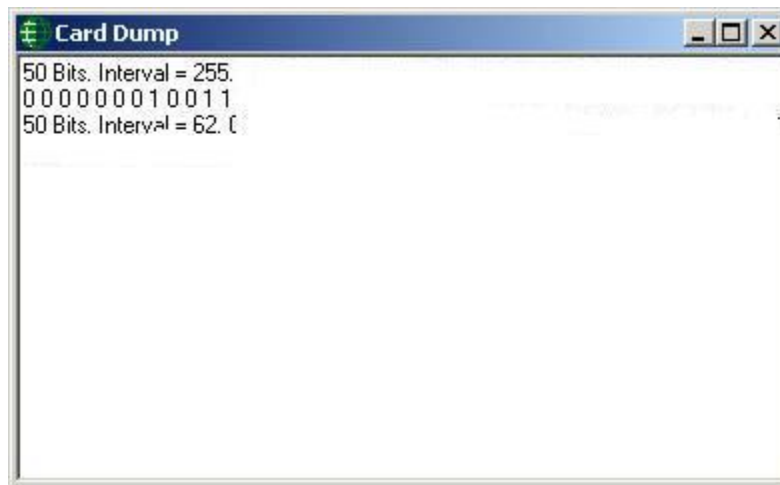 Card Dump
50 Bits. Interval = 255.
0 0 0 0 0 0 0 1 0 0 1 1
50 Bits. Interval = 62.